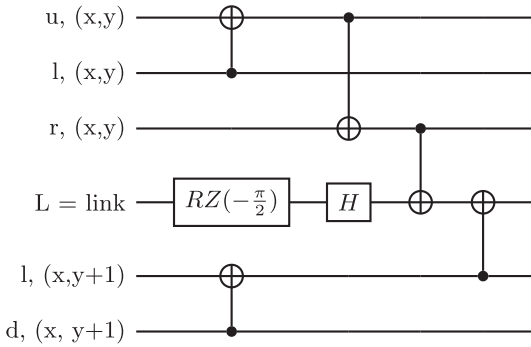 u, (x,y)
l, (x,y)
r, (x,y)
L = link RZ(−π/2) H
l, (x,y+1)
d, (x, y+1)